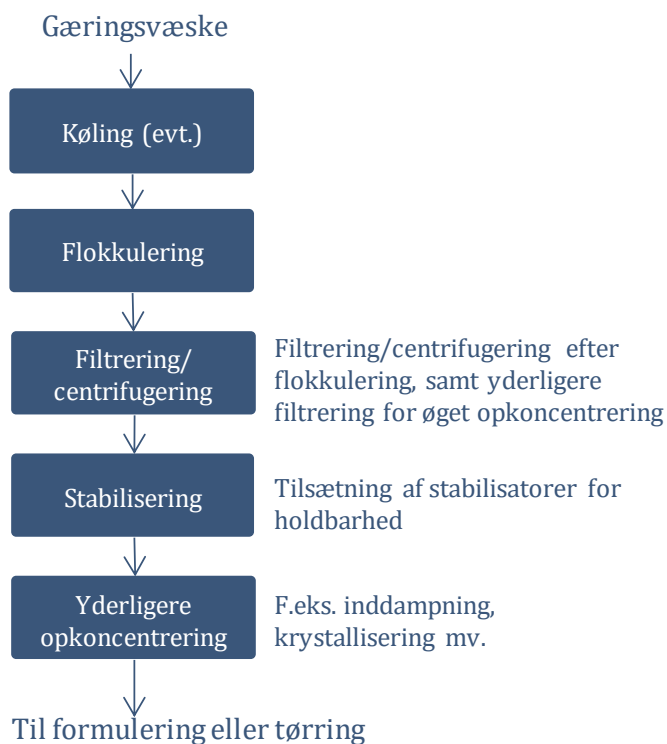 Gæringsvæske
Køling (evt.)
Flokkulering
Filtrering/
centrifugering
Filtrering/centrifugering efter
flokkulering, samt yderligere
filtrering for øget opkoncentrering
Stabilisering
Tilsætning af stabilisatorer for
holdbarhed
Yderligere
opkoncentrering
F.eks. inddampning,
krystallisering mv.
Til formulering eller tørring